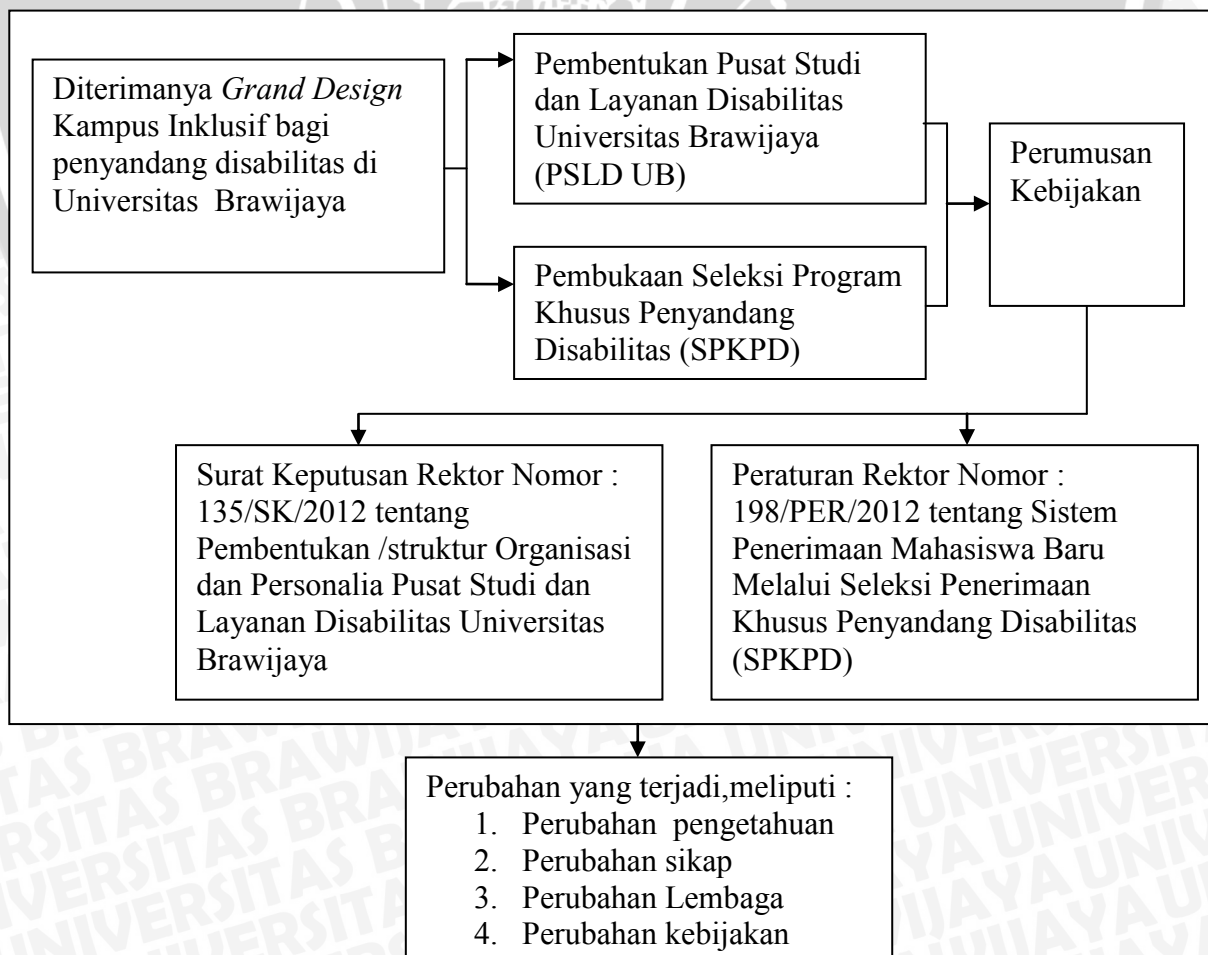 Diterimanya Grand Design
Kampus Inklusif bagi
penyandang disabilitas di
Universitas Brawijaya
Pembentukan Pusat Studi
dan Layanan Disabilitas
Universitas Brawijaya
(PSLD UB)
Pembukaan Seleksi Program
Khusus Penyandang
Disabilitas (SPKPD)
Perumusan
Kebijakan
Surat Keputusan Rektor Nomor :
135/SK/2012 tentang
Pembentukan /struktur Organisasi
dan Personalia Pusat Studi dan
Layanan Disabilitas Universitas
Brawijaya
Peraturan Rektor Nomor :
198/PER/2012 tentang Sistem
Penerimaan Mahasiswa Baru
Melalui Seleksi Penerimaan
Khusus Penyandang Disabilitas
(SPKPD)
Perubahan yang terjadi,meliputi :
1. Perubahan pengetahuan
2. Perubahan sikap
3. Perubahan Lembaga
4. Perubahan kebijakan